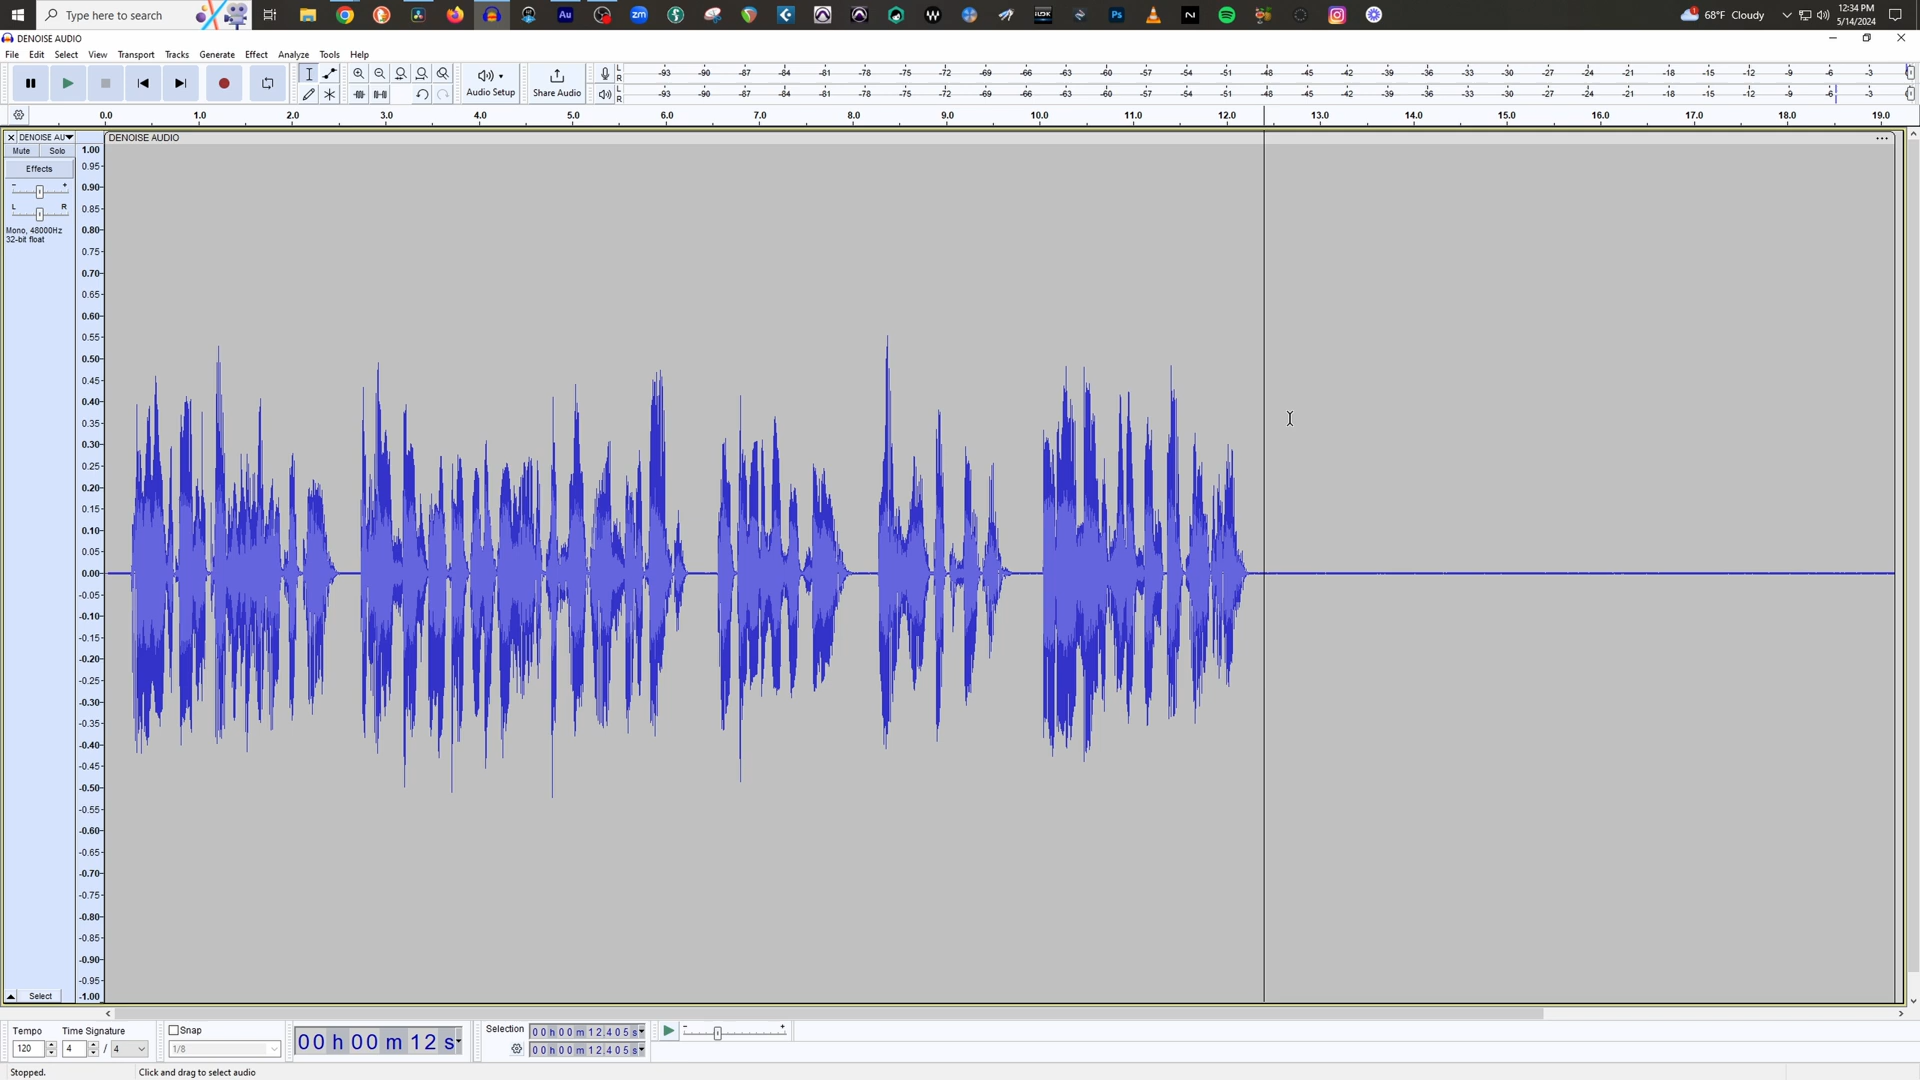 Type here to search
Au
zm
Ps
N
68°F Cloudy
12:34 PM
5/14/2024
DENOISE AUDIO
File Edit Select View Transport Tracks Generate Effect Analyze Tools Help
Audio Setup
Share Audio
L
R
-93 -90 -87 -84 -81 -78 -75 -72 -69 -66 -63 -60 -57 -54 -51 -48 -45 -42 -39 -36 -33 -30 -27 -24 -21 -18 -15 -12 -9 -6 -3
L
R
-93 -90 -87 -84 -81 -78 -75 -72 -69 -66 -63 -60 -57 -54 -51 -48 -45 -42 -39 -36 -33 -30 -27 -24 -21 -18 -15 -12 -9 -6 -3
0.0 1.0 2.0 3.0 4.0 5.0 6.0 7.0 8.0 9.0 10.0 11.0 12.0 13.0 14.0 15.0 16.0 17.0 18.0 19.0
DENOISE AU
DENOISE AUDIO
Mute Solo
Effects
- +
L R
Mono, 48000Hz
32-bit float
1.00
0.95
0.90
0.85
0.80
0.75
0.70
0.65
0.60
0.55
0.50
0.45
0.40
0.35
0.30
0.25
0.20
0.15
0.10
0.05
0.00
-0.05
-0.10
-0.15
-0.20
-0.25
-0.30
-0.35
-0.40
-0.45
-0.50
-0.55
-0.60
-0.65
-0.70
-0.75
-0.80
-0.85
-0.90
-0.95
-1.00
Select
Tempo
120
Time Signature
4 / 4
Snap
1/8
00 h 00 m 12 s
Selection
00 h 00 m 12.405 s
00 h 00 m 12.405 s
- +
Stopped.
Click and drag to select audio